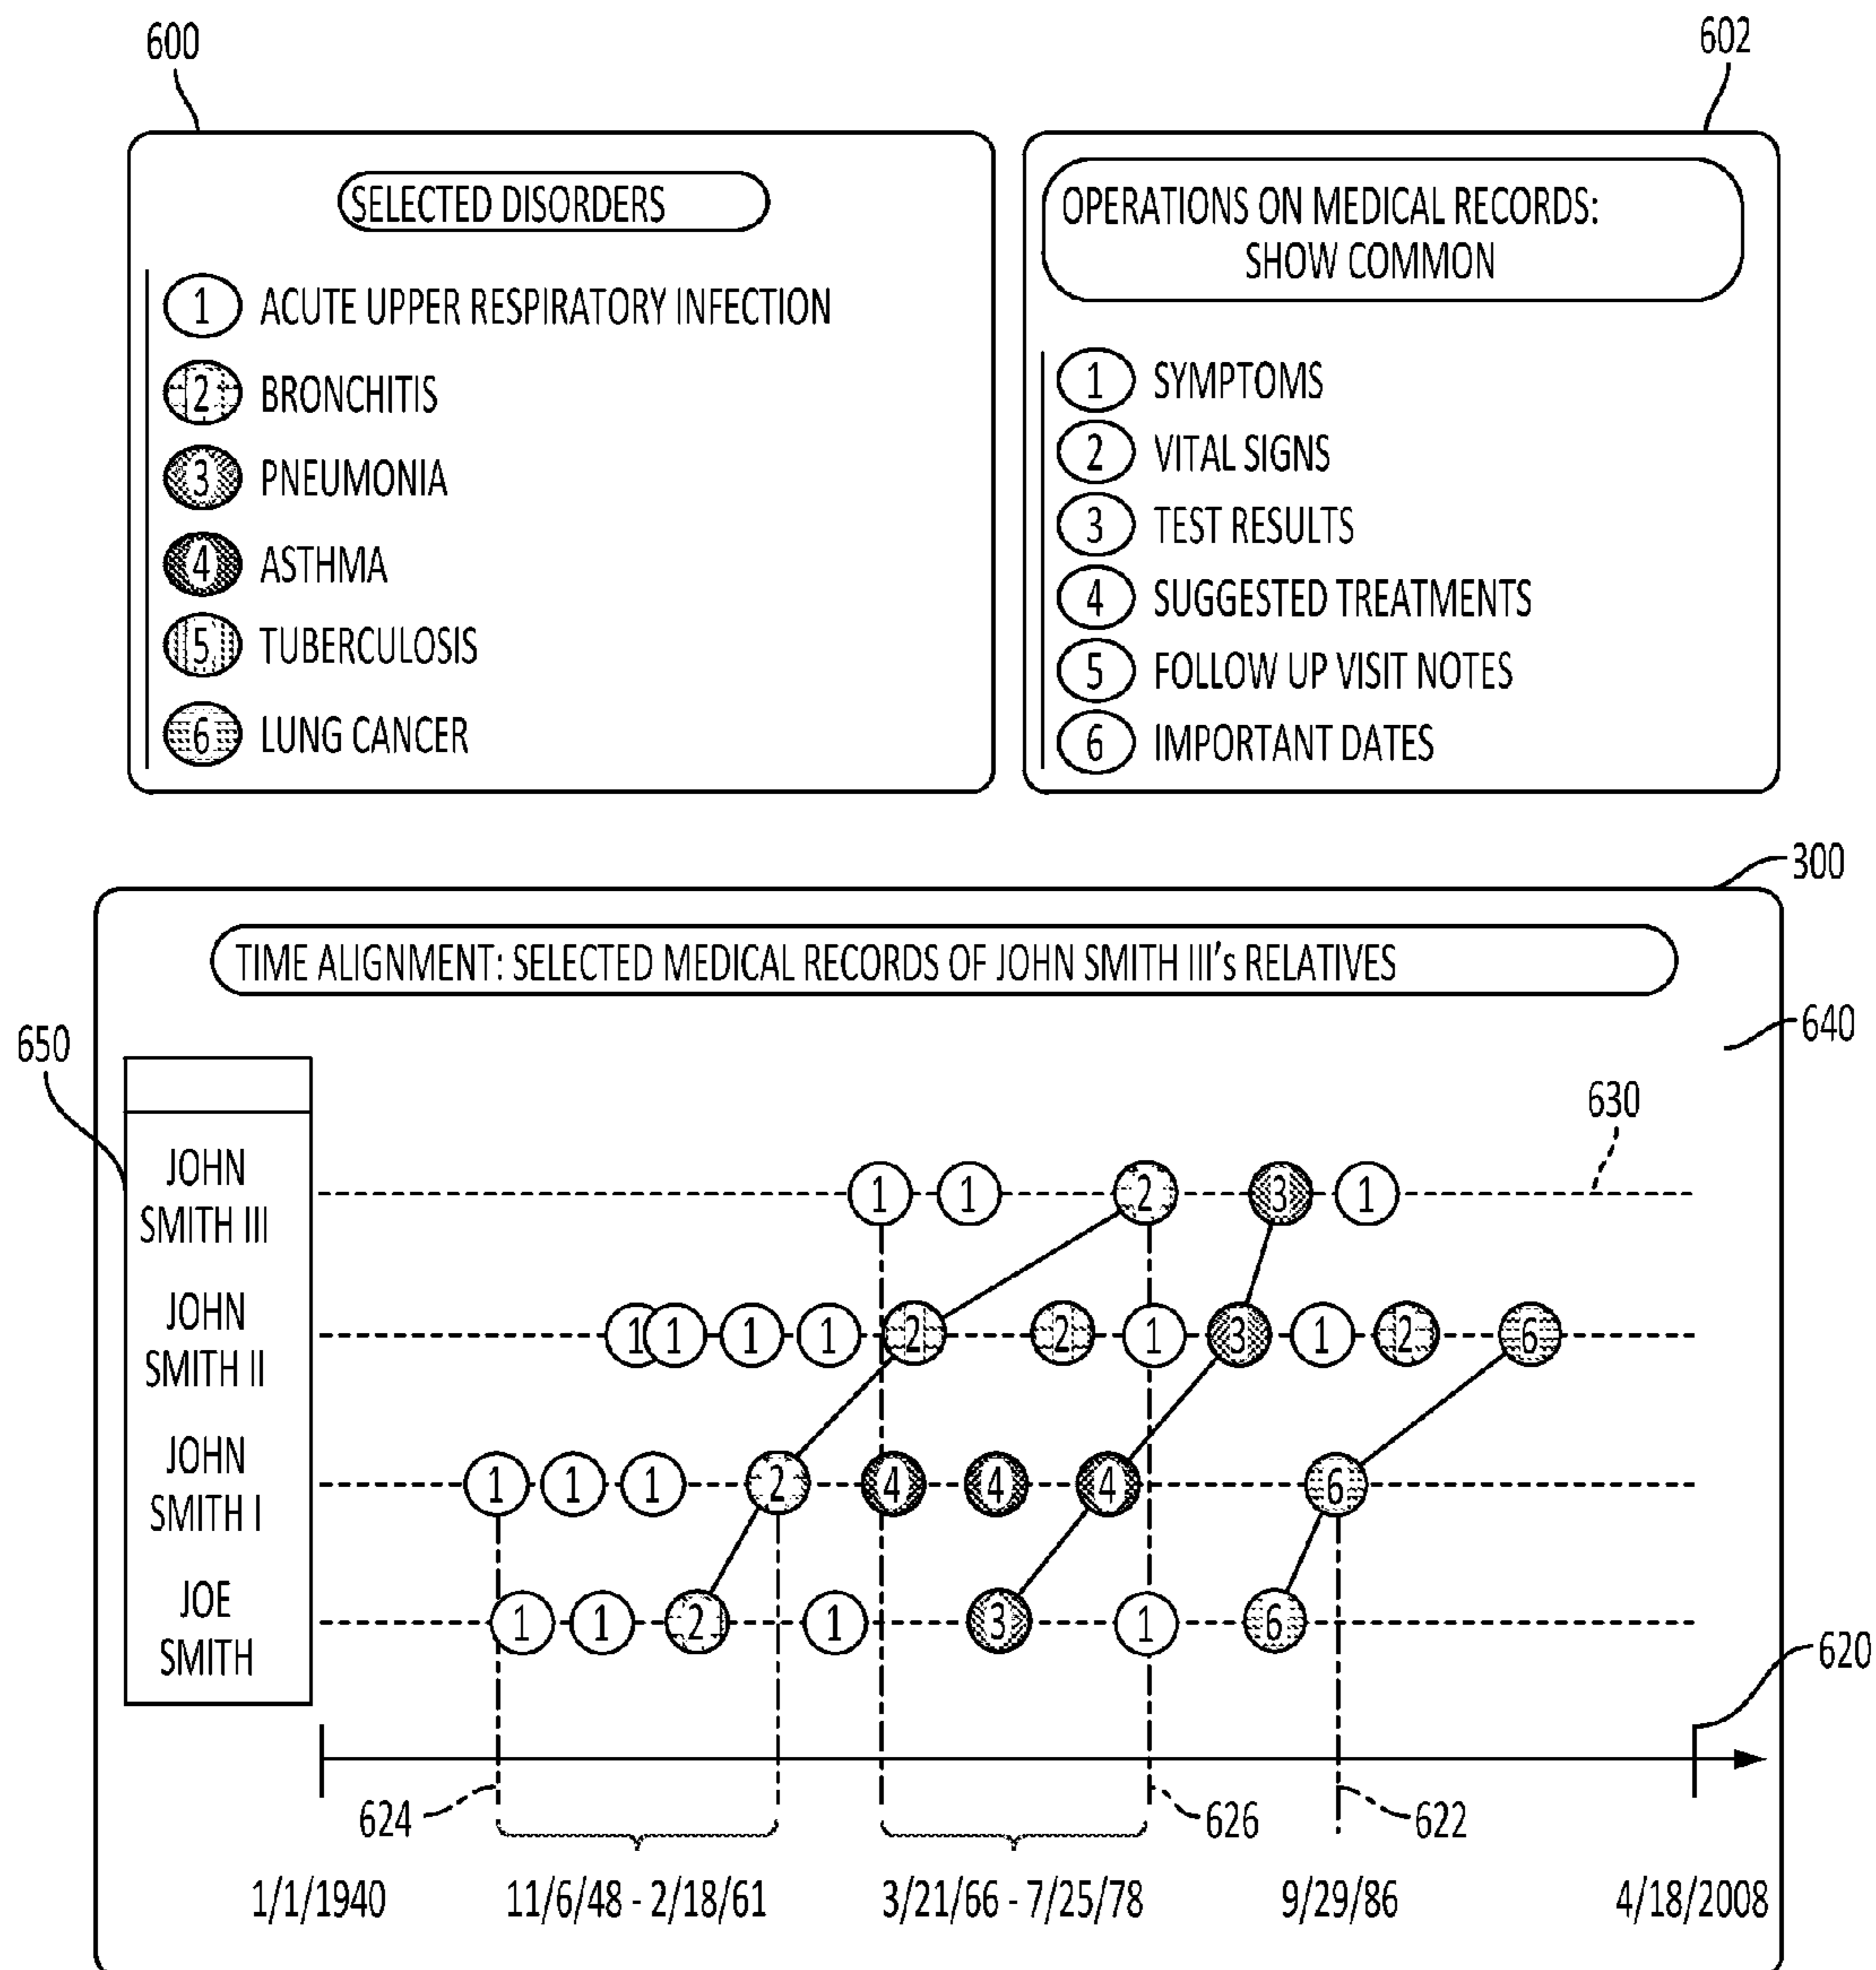 600
602
SELECTED DISORDERS
1 ACUTE UPPER RESPIRATORY INFECTION
2 BRONCHITIS
3 PNEUMONIA
4 ASTHMA
5 TUBERCULOSIS
6 LUNG CANCER
OPERATIONS ON MEDICAL RECORDS:
SHOW COMMON
1 SYMPTOMS
2 VITAL SIGNS
3 TEST RESULTS
4 SUGGESTED TREATMENTS
5 FOLLOW UP VISIT NOTES
6 IMPORTANT DATES
300
TIME ALIGNMENT: SELECTED MEDICAL RECORDS OF JOHN SMITH III's RELATIVES
640
650
630
JOHN
SMITH III
1 1 2 3 1
JOHN
SMITH II
1 1 1 1 2 2 1 3 1 2 6
JOHN
SMITH I
1 1 1 2 4 4 4 6
JOE
SMITH
1 1 2 1 3 1 6
620
624
626
622
1/1/1940 11/6/48 - 2/18/61 3/21/66 - 7/25/78 9/29/86 4/18/2008